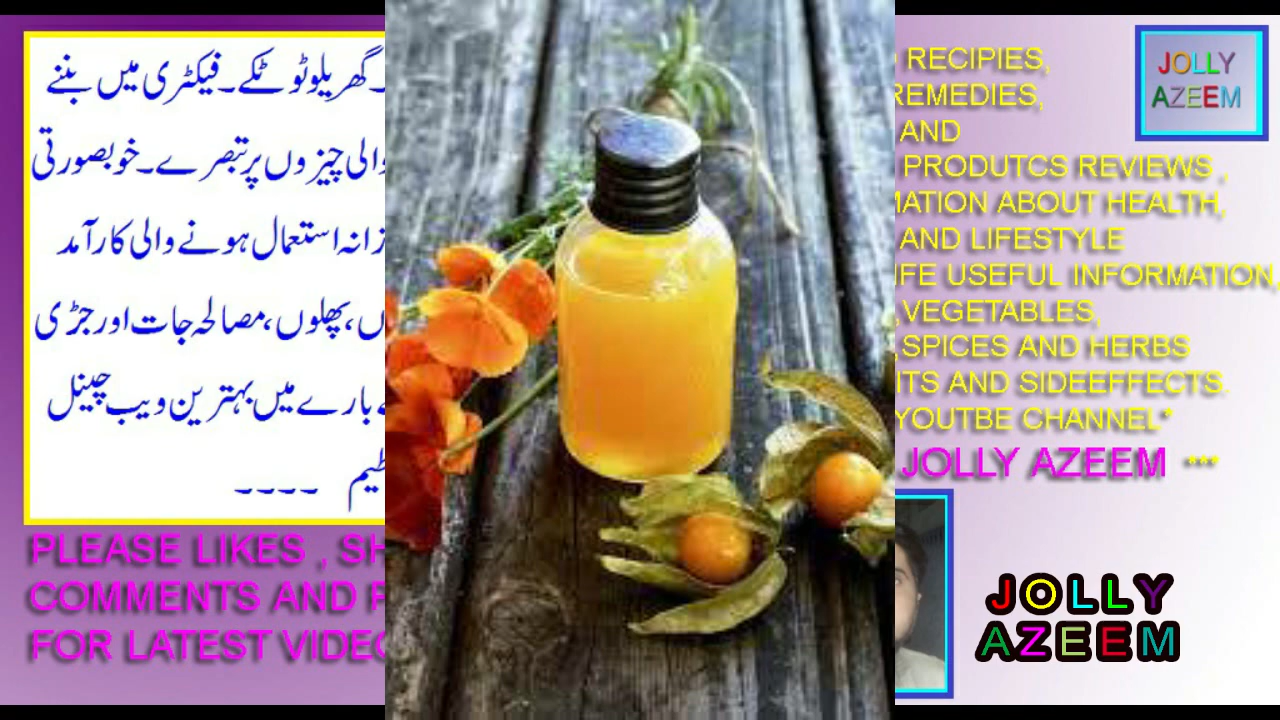 ۔گھریلو ٹوٹکے۔فیکٹری میں بننے
والی چیزوں پر تبصرے۔خوبصورتی
زانہ استعمال ہونے والی کارآمد
ں،پھلوں،مصالحہ جات اور جڑی
بارے میں بہترین ویب چینل
ظیم ----
PLEASE LIKES , SH
COMMENTS AND
FOR LATEST VIDEO
RECIPIES,
REMEDIES,
AND
PRODUTCS REVIEWS ,
MATION ABOUT HEALTH,
AND LIFESTYLE
IFE USEFUL INFORMATION,
,VEGETABLES,
,SPICES AND HERBS
ITS AND SIDEEFFECTS.
YOUTBE CHANNEL*
JOLLY AZEEM ***
JOLLY
AZEEM
JOLLY
AZEEM